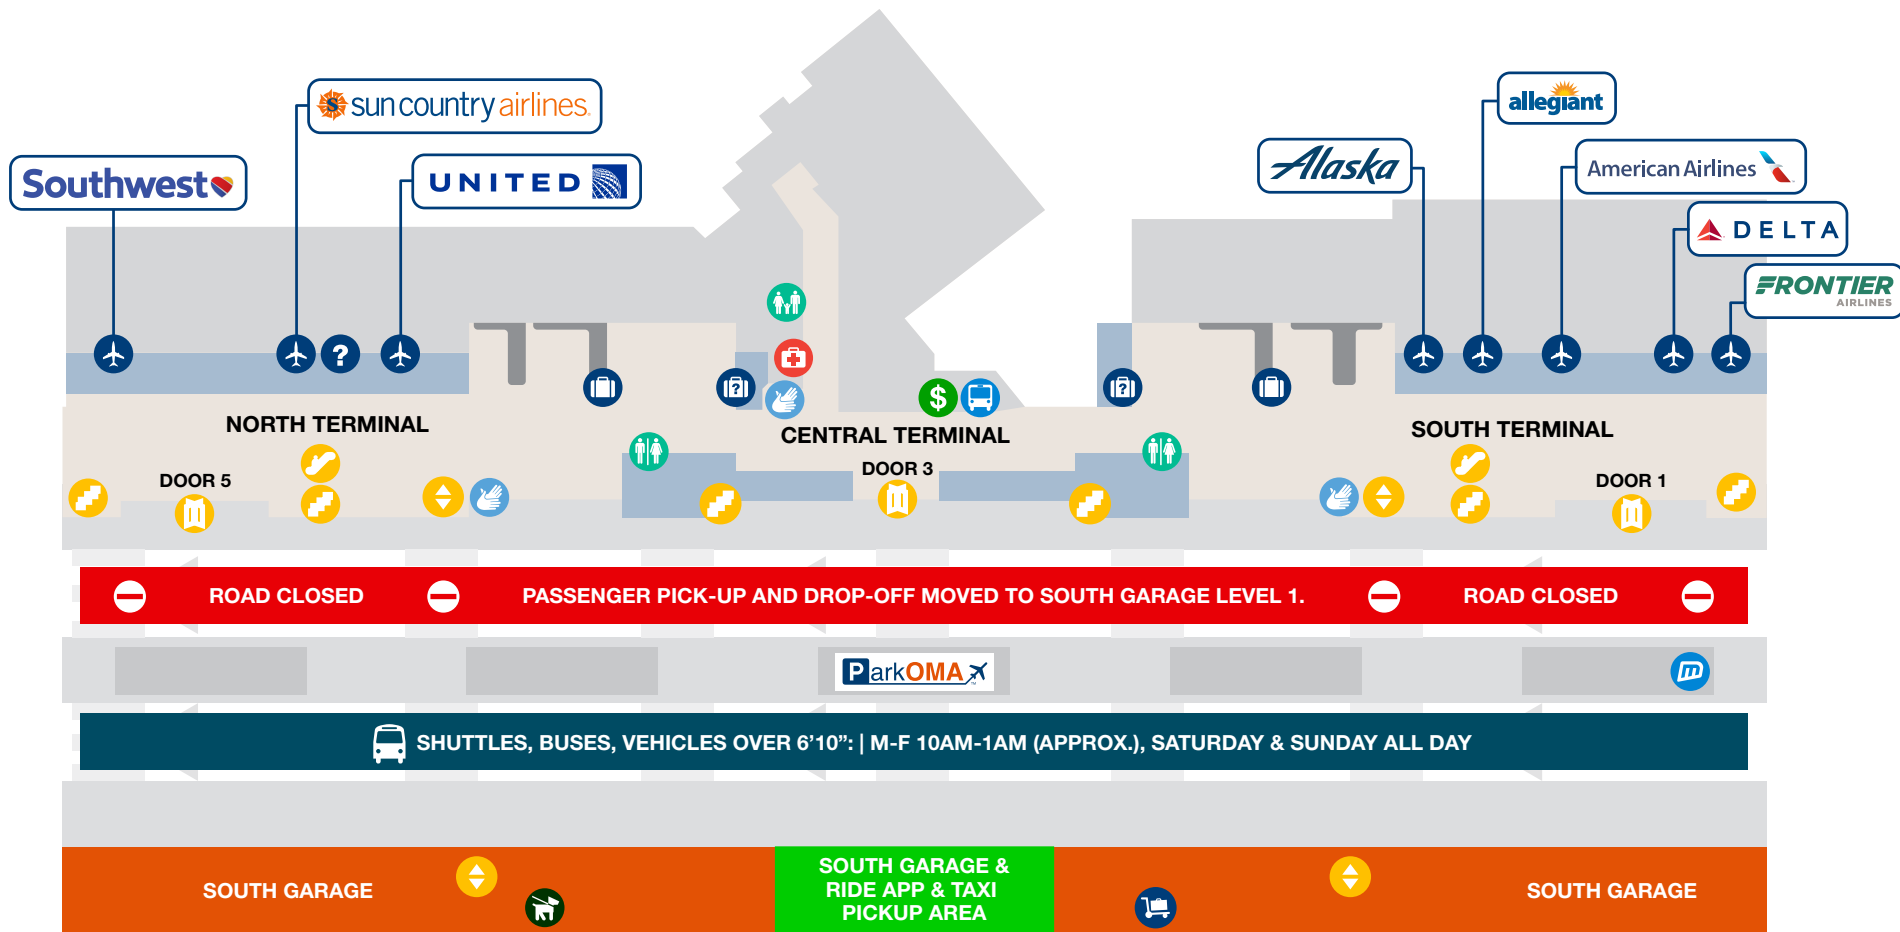 sun country airlines.
allegiant
Southwest
UNITED
Alaska
American Airlines
DELTA
FRONTIER
AIRLINES
?
?
?
$
NORTH TERMINAL
CENTRAL TERMINAL
SOUTH TERMINAL
DOOR 5
DOOR 3
DOOR 1
ROAD CLOSED
PASSENGER PICK-UP AND DROP-OFF MOVED TO SOUTH GARAGE LEVEL 1.
ROAD CLOSED
ParkOMA
m
SHUTTLES, BUSES, VEHICLES OVER 6’10”: | M-F 10AM-1AM (APPROX.), SATURDAY & SUNDAY ALL DAY
SOUTH GARAGE
SOUTH GARAGE &
RIDE APP & TAXI
PICKUP AREA
SOUTH GARAGE